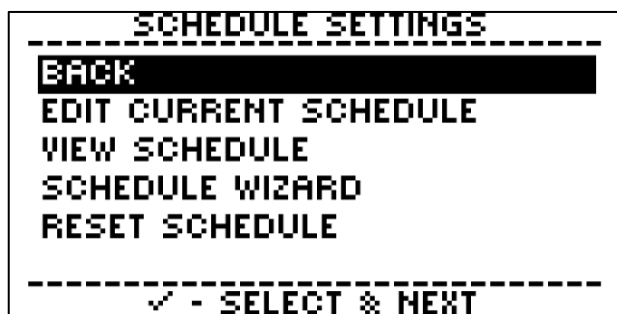 SCHEDULE SETTINGS
BACK
EDIT CURRENT SCHEDULE
VIEW SCHEDULE
SCHEDULE WIZARD
RESET SCHEDULE
✓ - SELECT & NEXT